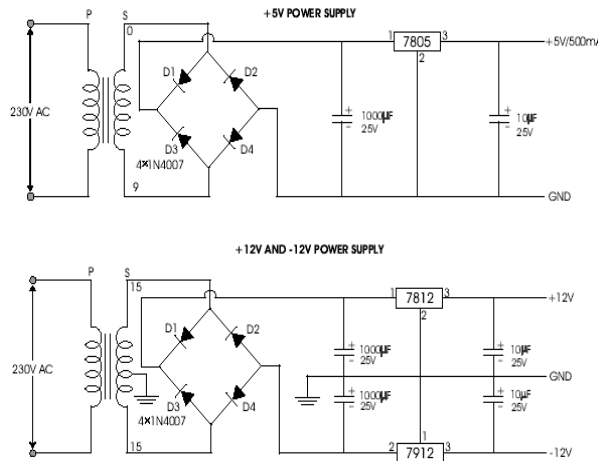 +5V POWER SUPPLY
P S
0
230V AC
D1 D2
D3 D4
4×1N4007
9
1 7805 3
2
+5V/500mA
+
1000µF
-
25V
+
10µF
-
25V
GND
+12V AND -12V POWER SUPPLY
P S
15
230V AC
D1 D2
D3 D4
4×1N4007
15
1 7812 3
2
+12V
+
1000µF
-
25V
+
10µF
-
25V
GND
+
1000µF
-
25V
+
10µF
-
25V
1
2 7912 3
-12V